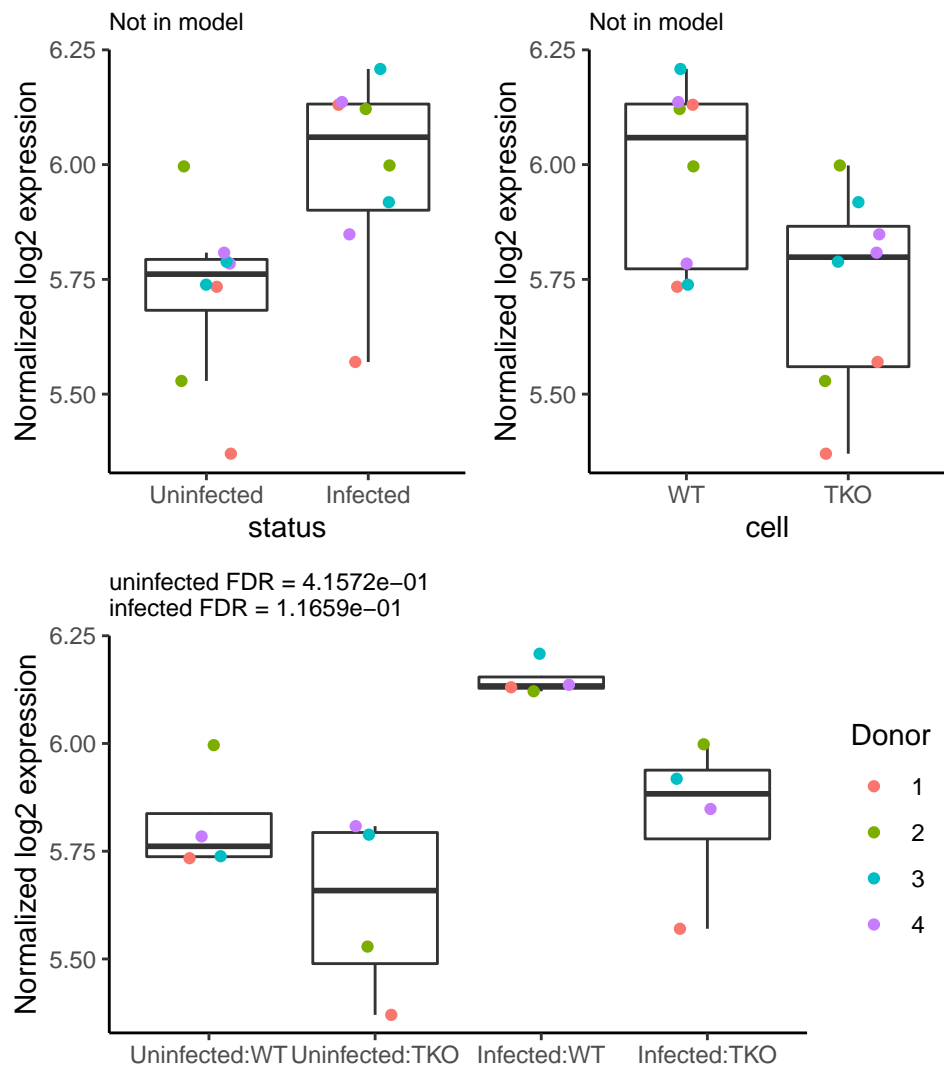 Not in model
Normalized log2 expression
6.25
6.00
5.75
5.50
Uninfected Infected
status
Not in model
Normalized log2 expression
6.25
6.00
5.75
5.50
WT TKO
cell
uninfected FDR = 4.1572e−01
infected FDR = 1.1659e−01
Normalized log2 expression
6.25
6.00
5.75
5.50
Uninfected:WT Uninfected:TKO Infected:WT Infected:TKO
Donor
1
2
3
4